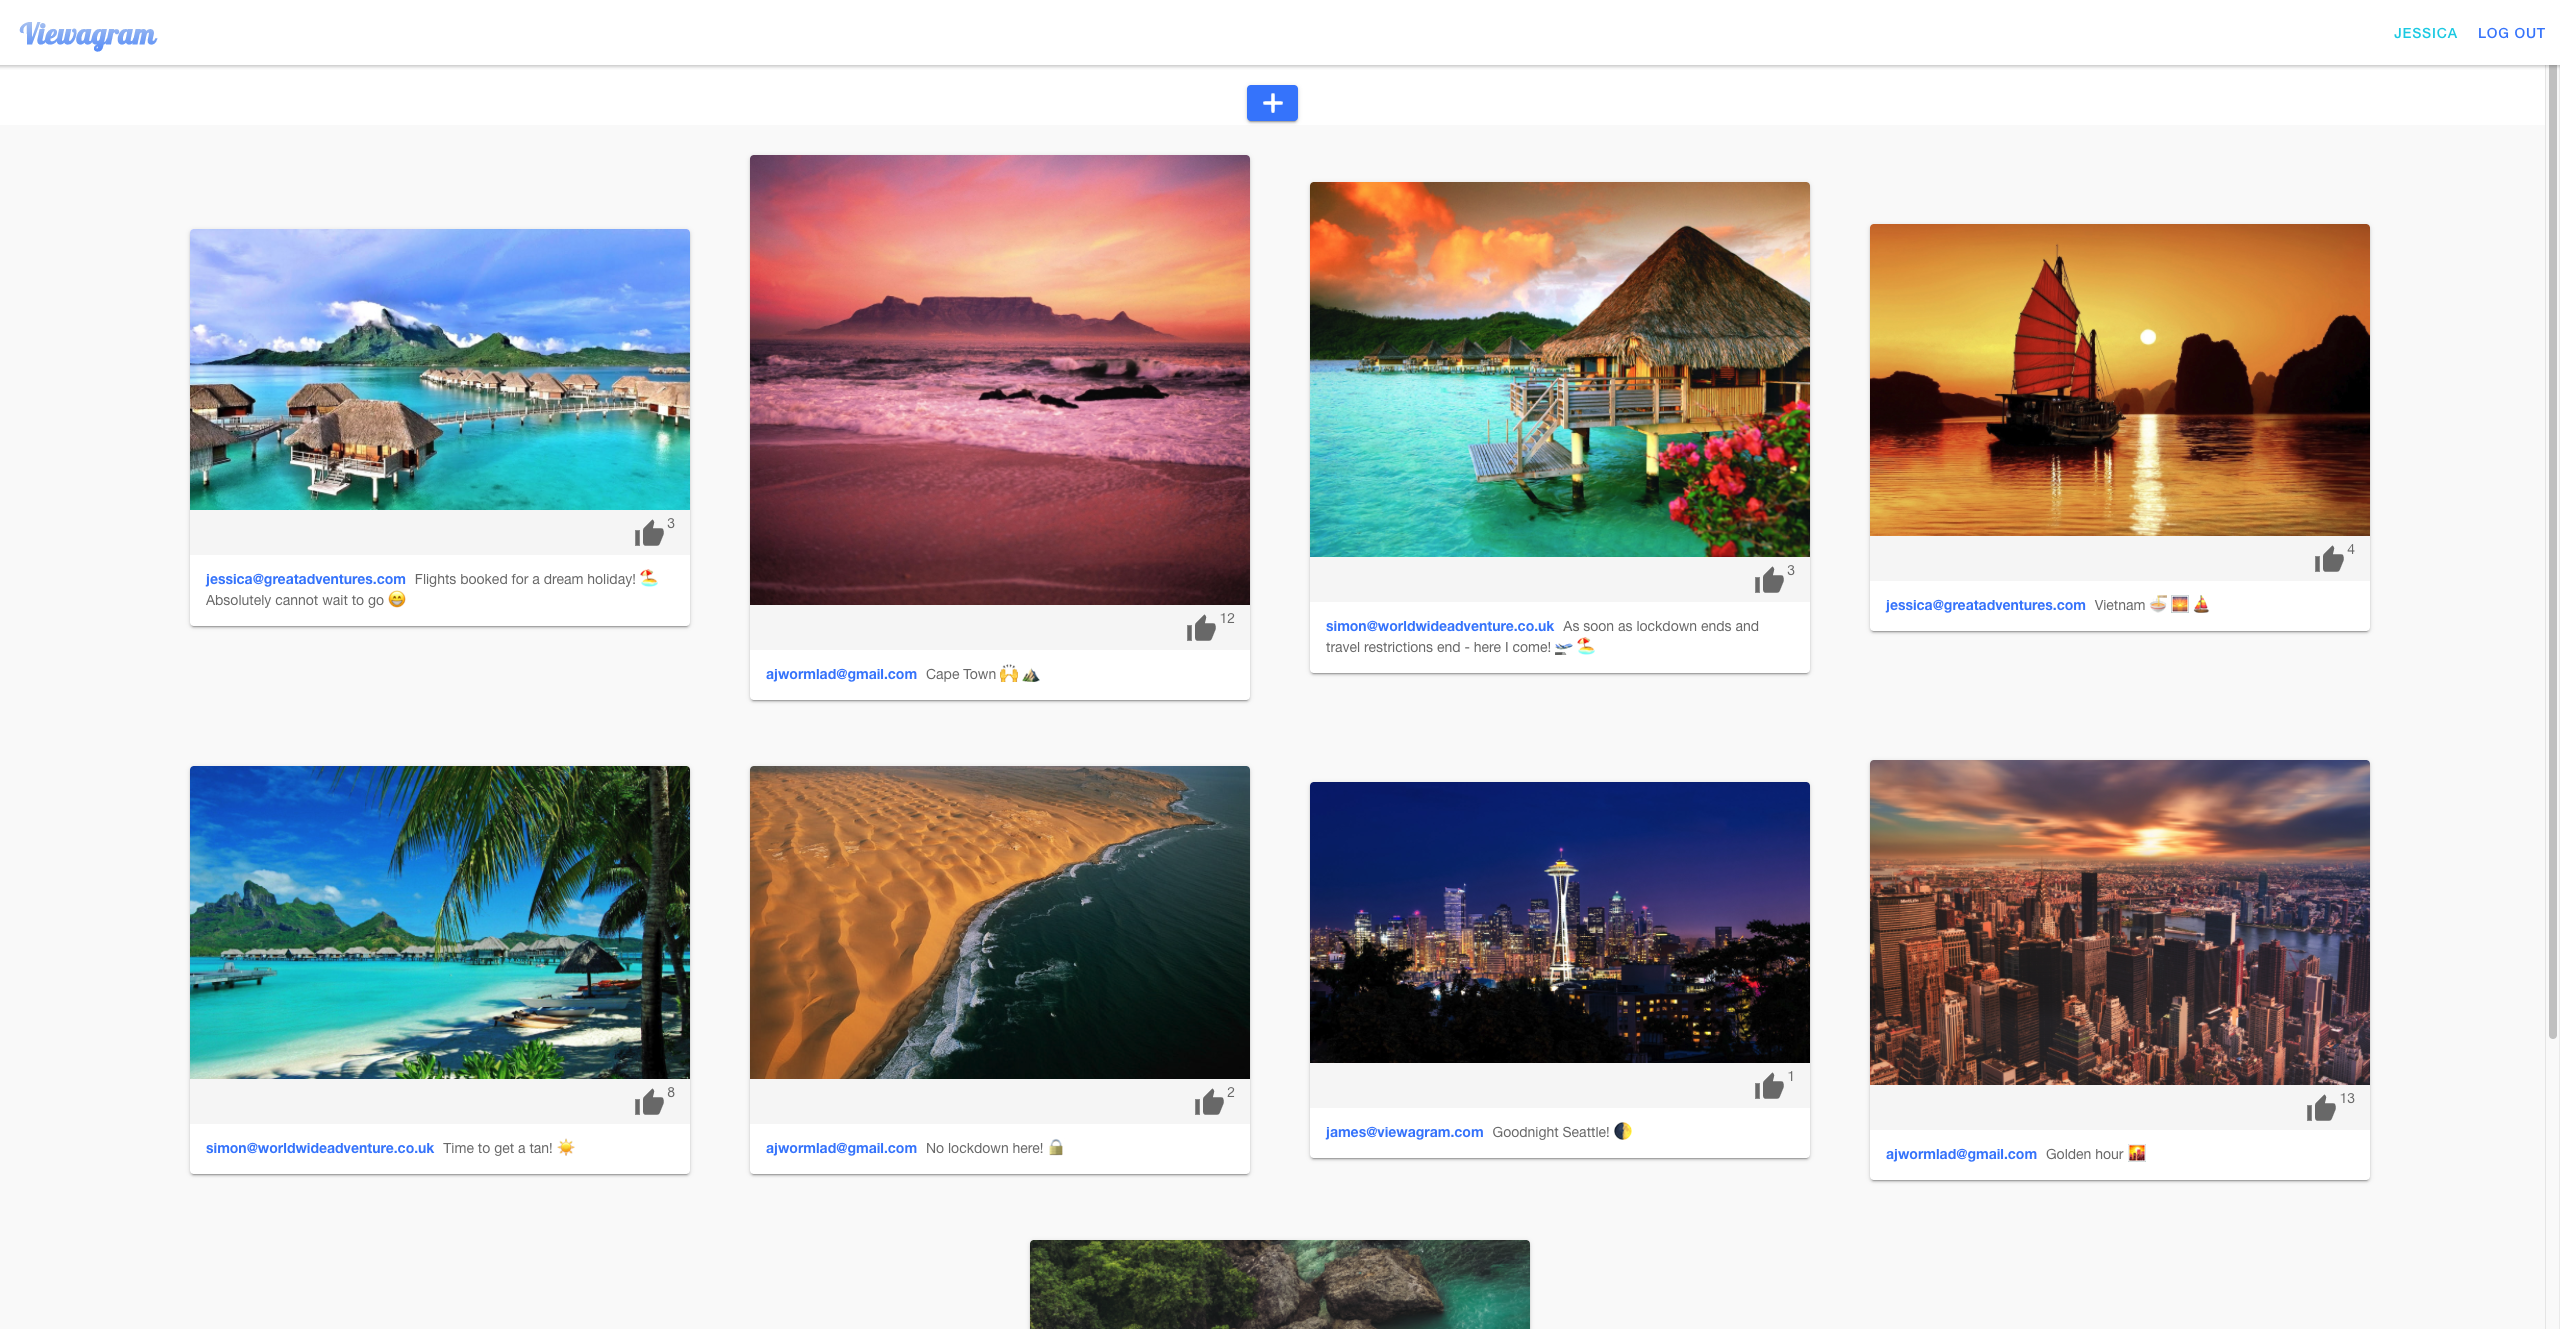 Viewagram
JESSICA LOG OUT
3
jessica@greatadventures.com Flights booked for a dream holiday! 🏖
Absolutely cannot wait to go 😁
12
ajwormlad@gmail.com Cape Town 🙌 ⛰
3
simon@worldwideadventure.co.uk As soon as lockdown ends and
travel restrictions end - here I come! 🛫 🏖
4
jessica@greatadventures.com Vietnam 🍜 🌅 ⛵
8
simon@worldwideadventure.co.uk Time to get a tan! ☀
2
ajwormlad@gmail.com No lockdown here! 🔒
1
james@viewagram.com Goodnight Seattle! 🌓
13
ajwormlad@gmail.com Golden hour 🌇